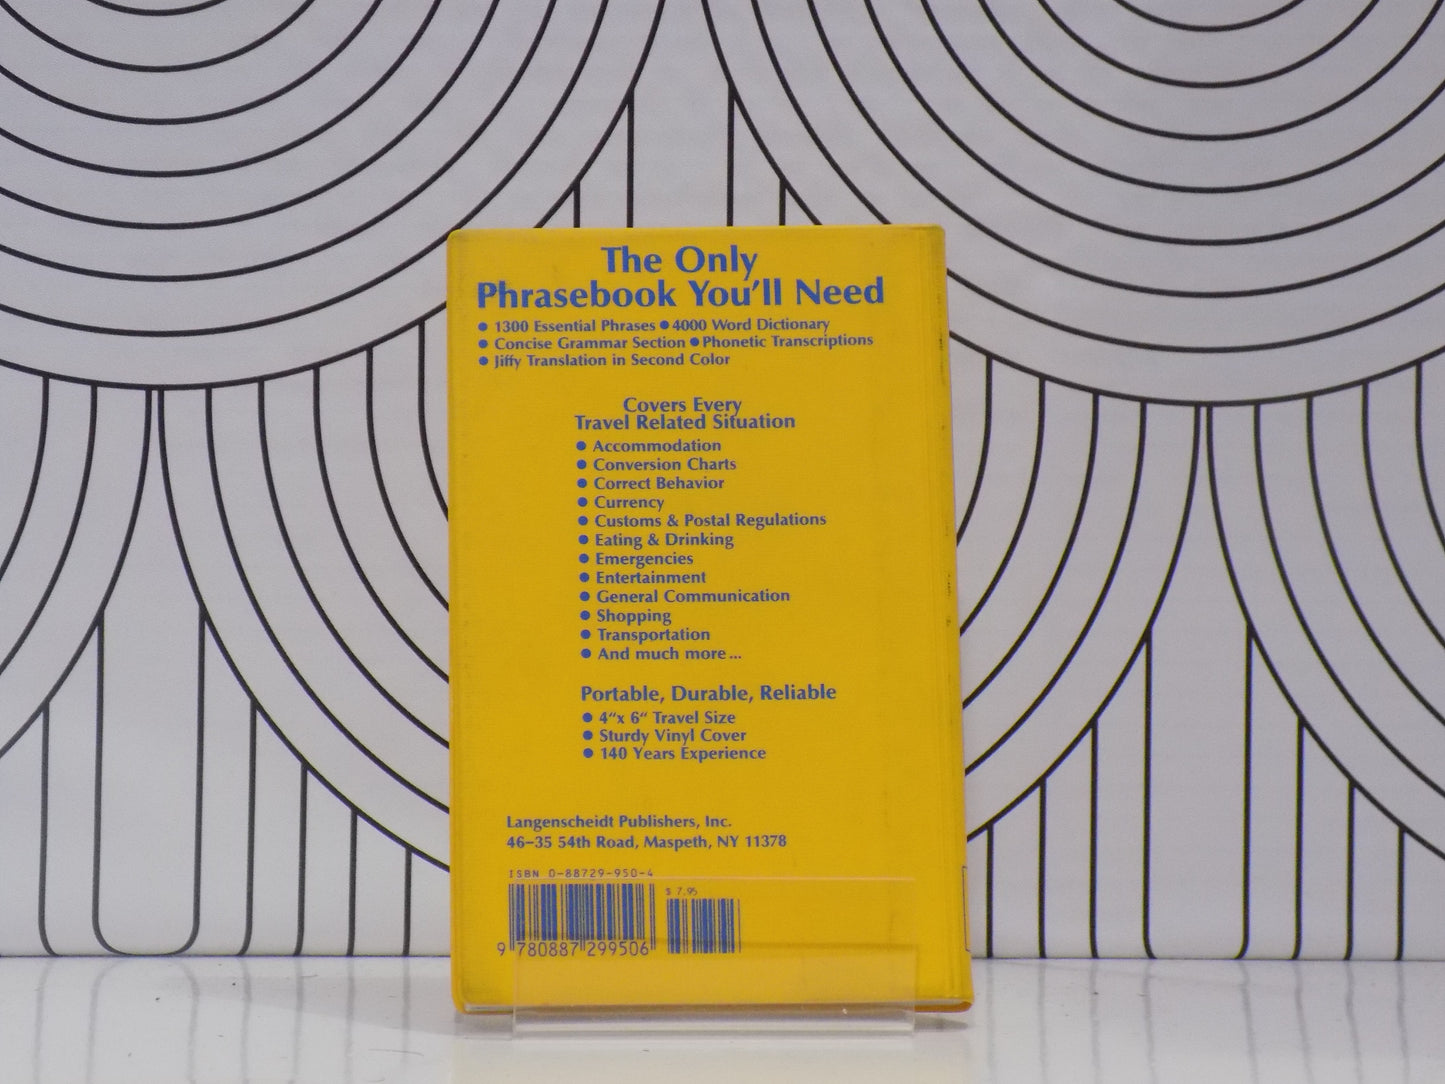 The Only
Phrasebook You'll Need
● 1300 Essential Phrases ● 4000 Word Dictionary
● Concise Grammar Section ● Phonetic Transcriptions
● Jiffy Translation in Second Color
Covers Every
Travel Related Situation
● Accommodation
● Conversion Charts
● Correct Behavior
● Currency
● Customs & Postal Regulations
● Eating & Drinking
● Emergencies
● Entertainment
● General Communication
● Shopping
● Transportation
● And much more ...
Portable, Durable, Reliable
● 4“x 6“ Travel Size
● Sturdy Vinyl Cover
● 140 Years Experience
Langenscheidt Publishers, Inc.
46–35 54th Road, Maspeth, NY 11378
ISBN 0-88729-950-4
$ 7.95
9 780887 299506